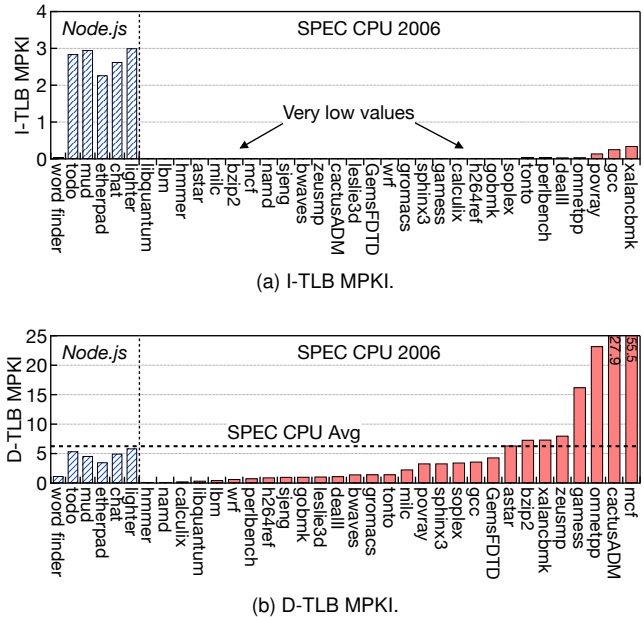 Node.js
SPEC CPU 2006
I-TLB MPKI
4
3
2
1
0
Very low values
word finder
todo
mud
etherpad
chat
lighter
libquantum
lbm
hmmer
astar
milc
bzip2
mcf
namd
sjeng
bwaves
zeusmp
cactusADM
leslie3d
GemsFDTD
wrf
gromacs
sphinx3
gamess
calculix
h264ref
gobmk
soplex
tonto
perlbench
dealII
omnetpp
povray
gcc
xalancbmk
(a) I-TLB MPKI.
Node.js
SPEC CPU 2006
D-TLB MPKI
25
20
15
10
5
0
SPEC CPU Avg
27.9
55.5
word finder
todo
mud
etherpad
chat
lighter
hmmer
namd
calculix
libquantum
lbm
wrf
perlbench
h264ref
sjeng
gobmk
leslie3d
dealII
bwaves
gromacs
tonto
milc
povray
sphinx3
soplex
gcc
GemsFDTD
astar
bzip2
xalancbmk
zeusmp
gamess
omnetpp
cactusADM
mcf
(b) D-TLB MPKI.